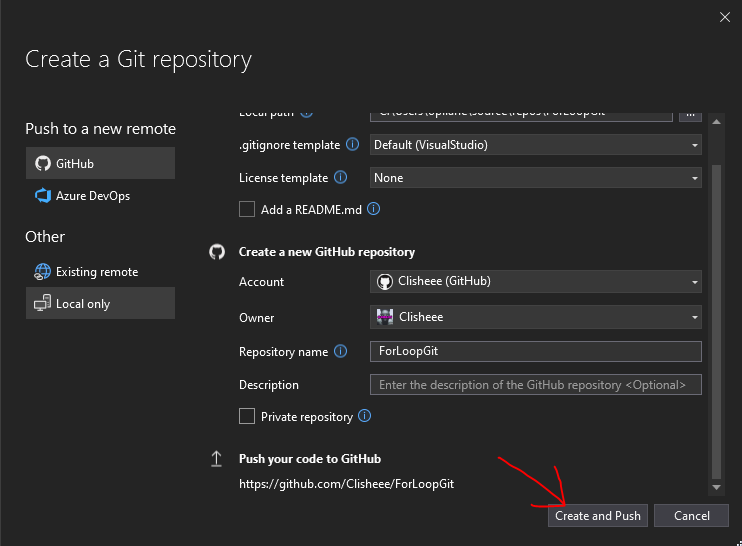 Create a Git repository
Push to a new remote
GitHub
Azure DevOps
Other
Existing remote
Local only
Local path
.gitignore template Default (VisualStudio)
License template None
Add a README.md
Create a new GitHub repository
Account Clisheee (GitHub)
Owner Clisheee
Repository name ForLoopGit
Description Enter the description of the GitHub repository <Optional>
Private repository
Push your code to GitHub
https://github.com/Clisheee/ForLoopGit
Create and Push Cancel